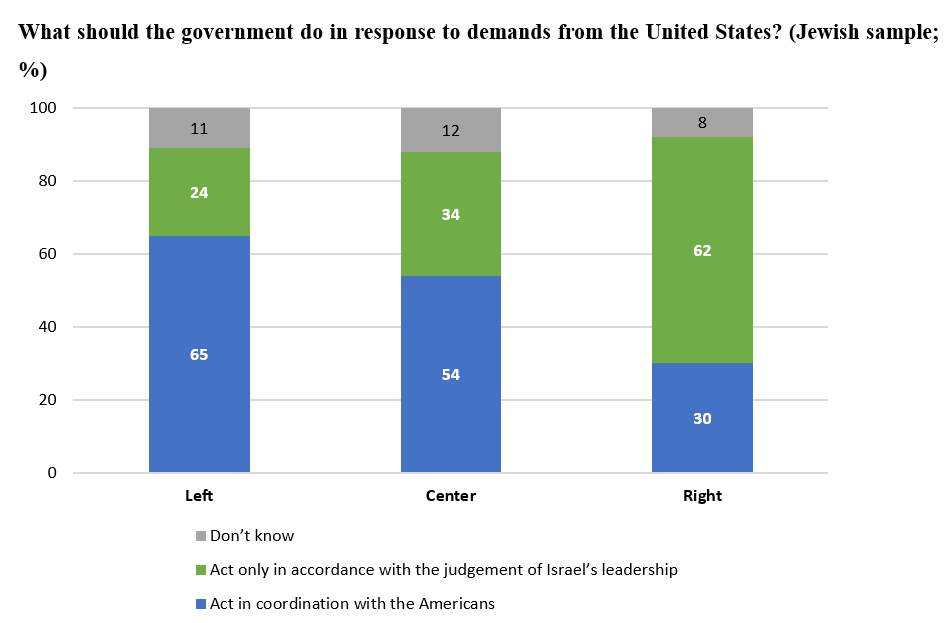 What should the government do in response to demands from the United States? (Jewish sample;
%)
100
80
60
40
20
0
11
24
65
12
34
54
8
62
30
Left
Center
Right
Don’t know
Act only in accordance with the judgement of Israel’s leadership
Act in coordination with the Americans